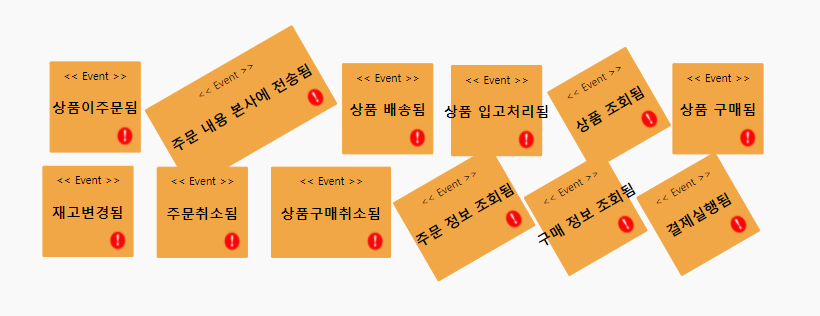 << Event >>
상품이주문됨
<< Event >>
주문 내용 본사에 전송됨
<< Event >>
상품 배송됨
<< Event >>
상품 입고처리됨
<< Event >>
상품 조회됨
<< Event >>
상품 구매됨
<< Event >>
재고변경됨
<< Event >>
주문취소됨
<< Event >>
상품구매취소됨
<< Event >>
주문 정보 조회됨
<< Event >>
구매 정보 조회됨
<< Event >>
결제실행됨